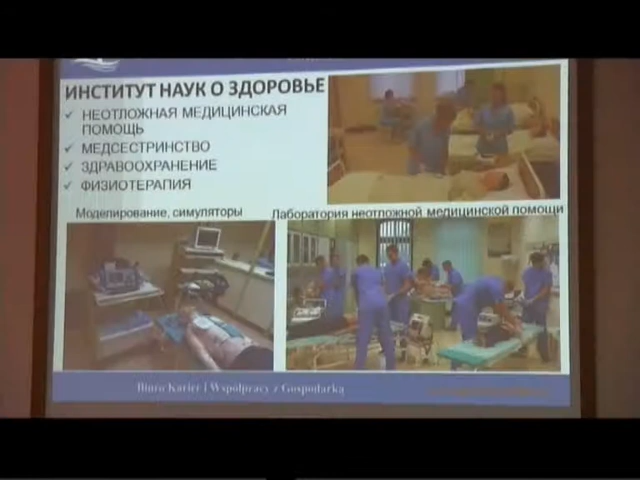 ИНСТИТУТ НАУК О ЗДОРОВЬЕ
✓ НЕОТЛОЖНАЯ МЕДИЦИНСКАЯ
ПОМОЩЬ
✓ МЕДСЕСТРИНСТВО
✓ ЗДРАВООХРАНЕНИЕ
✓ ФИЗИОТЕРАПИЯ
Моделирование, симуляторы
Лаборатория неотложной медицинской помощи
Biuro Karier i Współpracy z Gospodarką